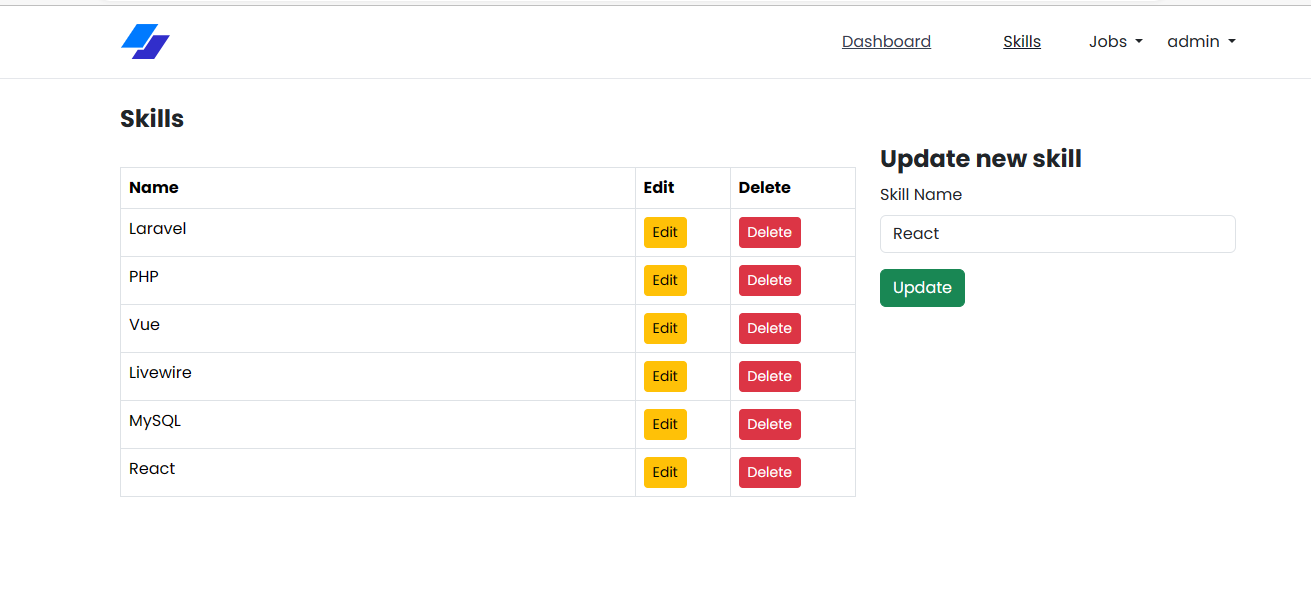 Dashboard Skills Jobs admin
Skills
Name Edit Delete
Laravel Edit Delete
PHP Edit Delete
Vue Edit Delete
Livewire Edit Delete
MySQL Edit Delete
React Edit Delete
Update new skill
Skill Name
React
Update